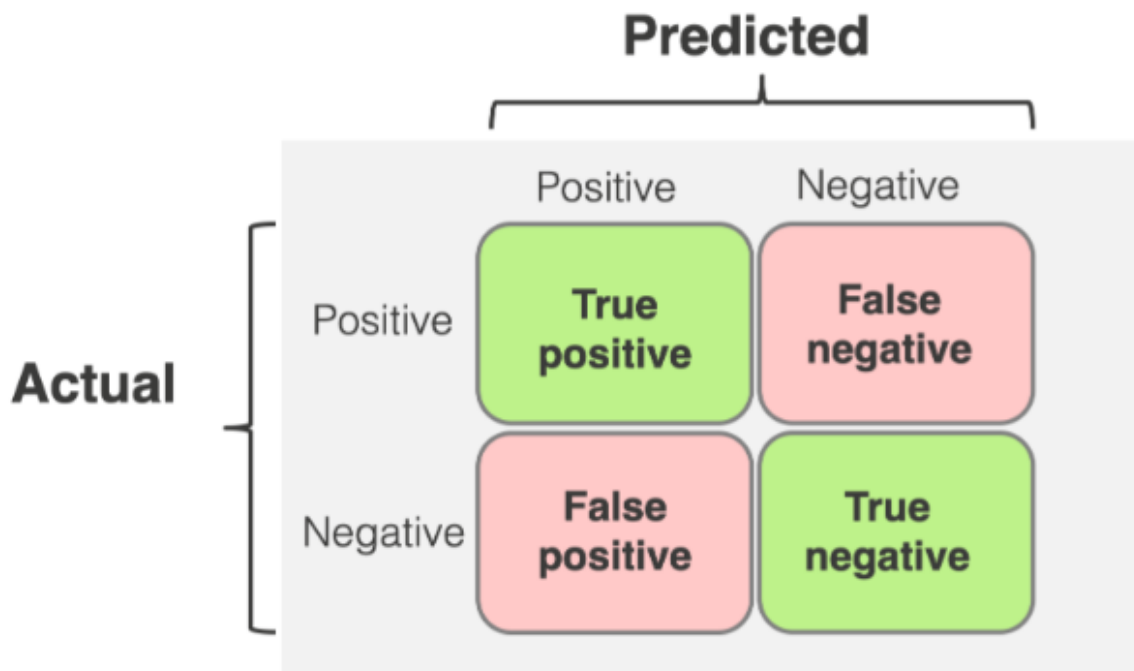 Predicted
Positive Negative
Positive
True
positive
False
negative
Actual
Negative
False
positive
True
negative